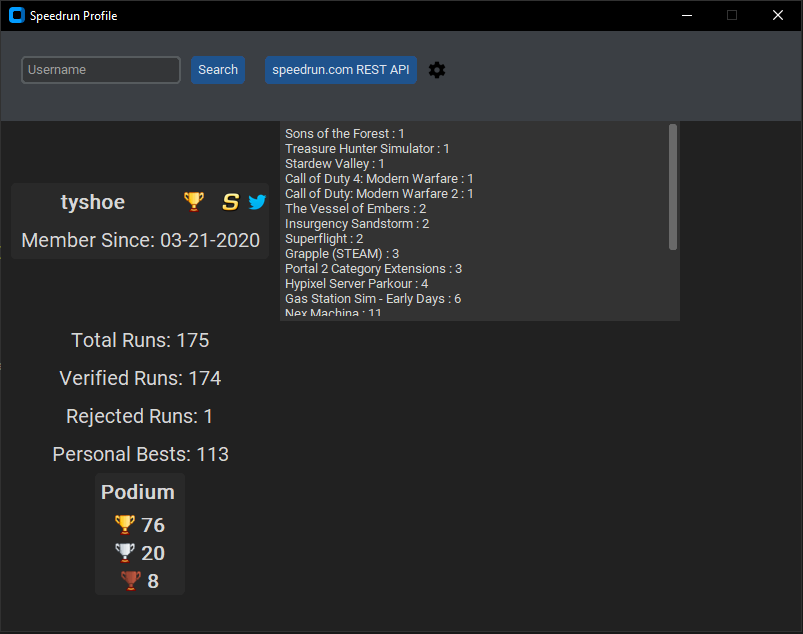 Speedrun Profile
Username
Search
speedrun.com REST API
tyshoe
S
Member Since: 03-21-2020
Sons of the Forest : 1
Treasure Hunter Simulator : 1
Stardew Valley : 1
Call of Duty 4: Modern Warfare : 1
Call of Duty: Modern Warfare 2 : 1
The Vessel of Embers : 2
Insurgency Sandstorm : 2
Superflight : 2
Grapple (STEAM) : 3
Portal 2 Category Extensions : 3
Hypixel Server Parkour : 4
Gas Station Sim - Early Days : 6
Nex Machina : 11
Total Runs: 175
Verified Runs: 174
Rejected Runs: 1
Personal Bests: 113
Podium
76
20
8